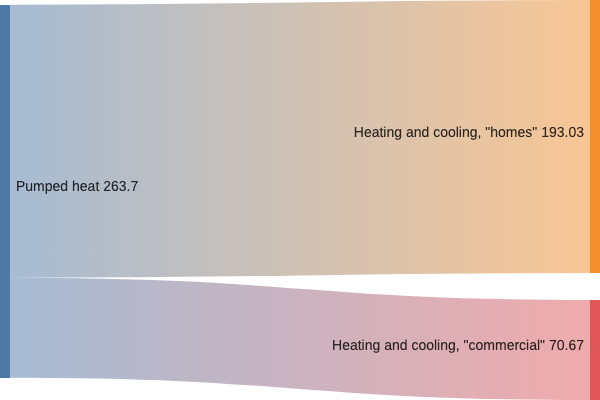 Heating and cooling, "homes" 193.03
Pumped heat 263.7
Heating and cooling, "commercial" 70.67